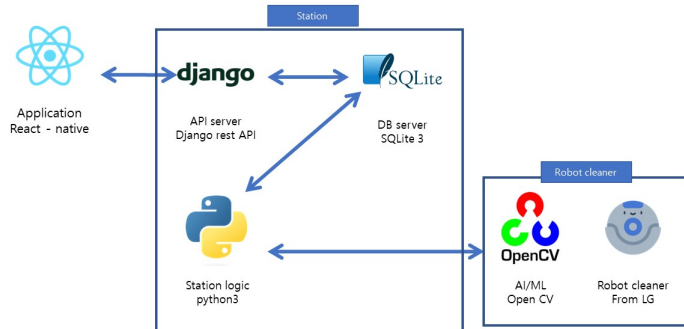 Station
django
SQLite
Application
React - native
API server
Django rest API
DB server
SQLite 3
Robot cleaner
OpenCV
Station logic
python3
AI/ML
Open CV
Robot cleaner
From LG